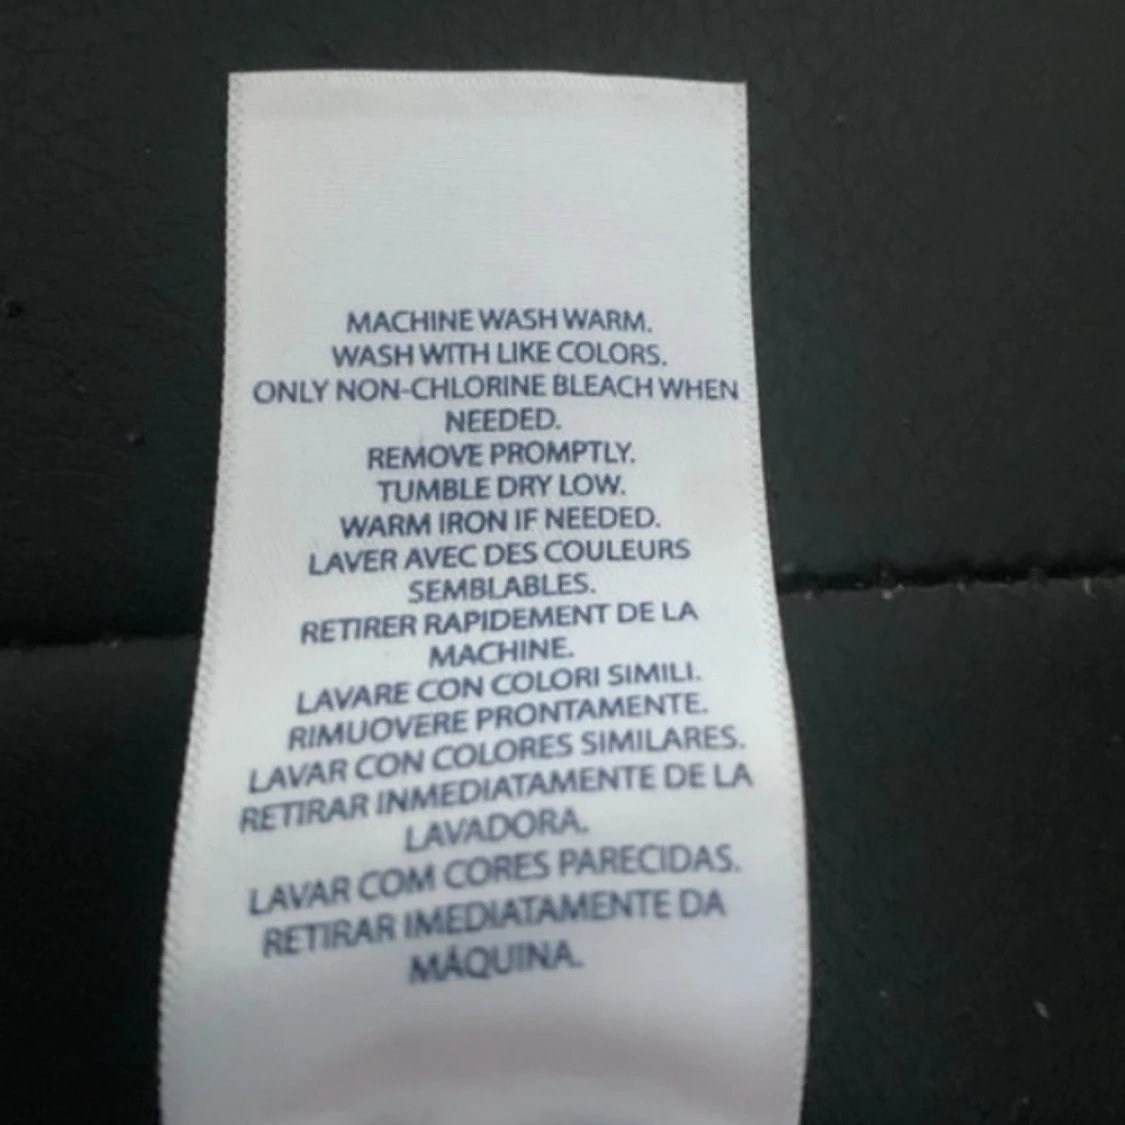 MACHINE WASH WARM.
WASH WITH LIKE COLORS.
ONLY NON-CHLORINE BLEACH WHEN
NEEDED.
REMOVE PROMPTLY.
TUMBLE DRY LOW.
WARM IRON IF NEEDED.
LAVER AVEC DES COULEURS
SEMBLABLES.
RETIRER RAPIDEMENT DE LA
MACHINE.
LAVARE CON COLORI SIMILI.
RIMUOVERE PRONTAMENTE.
LAVAR CON COLORES SIMILARES.
RETIRAR INMEDIATAMENTE DE LA
LAVADORA.
LAVAR COM CORES PARECIDAS.
RETIRAR IMEDIATAMENTE DA
MÁQUINA.